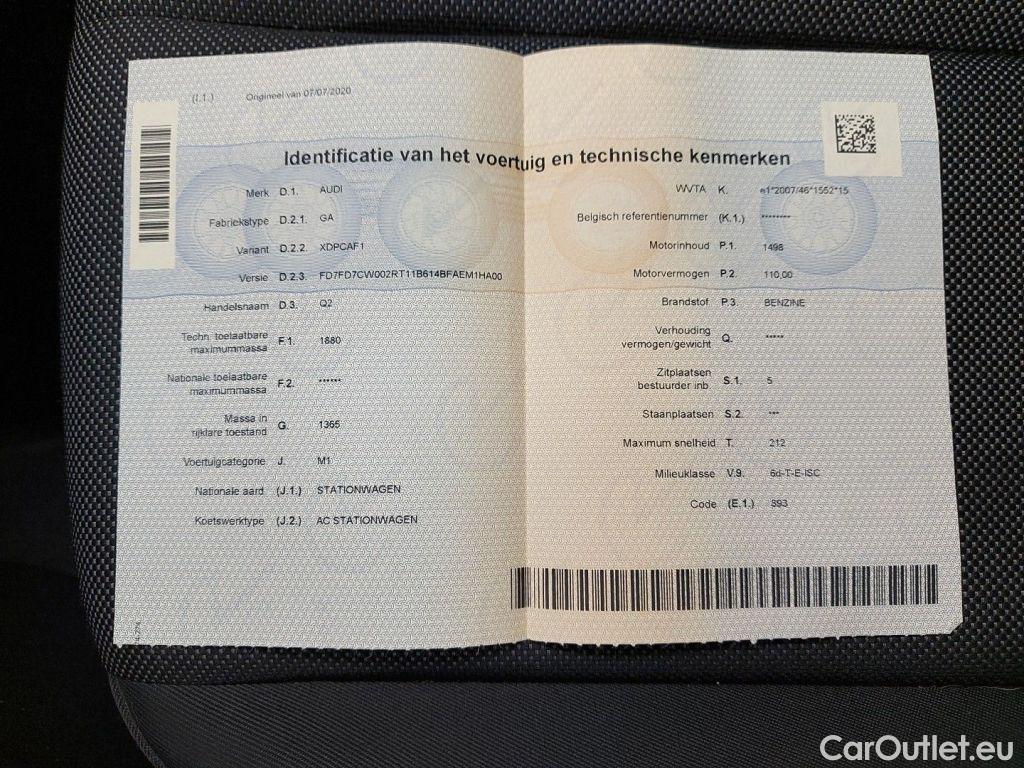 (I.1.) Origineel van 07/07/2020
Identificatie van het voertuig en technische kenmerken
Merk D.1. AUDI
Fabriekstype D.2.1. GA
Variant D.2.2. XDPCAF1
Versie D.2.3. FD7FD7CW002RT11B614BFAEM1HA00
Handelsnaam D.3. Q2
Techn. toelaatbare
maximummassa F.1. 1880
Nationale toelaatbare
maximummassa F.2. ******
Massa in
rijklare toestand G. 1365
Voertuigcategorie J. M1
Nationale aard (J.1.) STATIONWAGEN
Koetswerktype (J.2.) AC STATIONWAGEN
WVTA K. e1*2007/46*1552*15
Belgisch referentienummer (K.1.) ********
Motorinhoud P.1. 1498
Motorvermogen P.2. 110,00
Brandstof P.3. BENZINE
Verhouding
vermogen/gewicht Q. *****
Zitplaatsen
bestuurder inb. S.1. 5
Staanplaatsen S.2. ***
Maximum snelheid T. 212
Milieuklasse V.9. 6d-T-E-ISC
Code (E.1.) 893
CarOutlet.eu